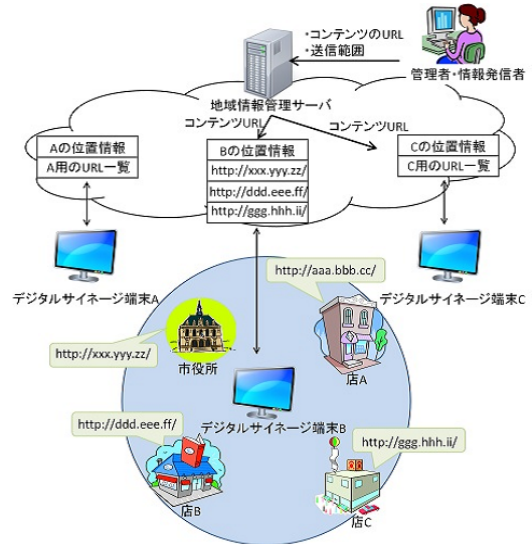 ・コンテンツのURL
・送信範囲
管理者・情報発信者
地域情報管理サーバ
コンテンツURL
コンテンツURL
Aの位置情報
A用のURL一覧
Bの位置情報
http://xxx.yyy.zz/
http://ddd.eee.ff/
http://ggg.hhh.ii/
Cの位置情報
C用のURL一覧
デジタルサイネージ端末A
デジタルサイネージ端末C
http://aaa.bbb.cc/
http://xxx.yyy.zz/
市役所
店A
デジタルサイネージ端末B
http://ddd.eee.ff/
http://ggg.hhh.ii/
店B
店C